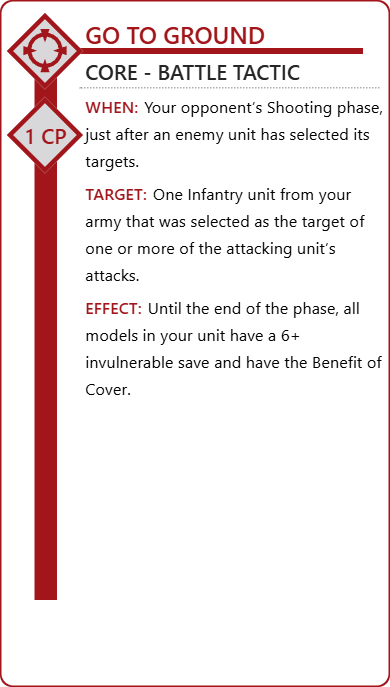 GO TO GROUND
CORE - BATTLE TACTIC
WHEN: Your opponent's Shooting phase,
1 CP
just after an enemy unit has selected its
targets.
TARGET: One Infantry unit from your
army that was selected as the target of
one or more of the attacking unit's
attacks.
EFFECT: Until the end of the phase, all
models in your unit have a 6+
invulnerable save and have the Benefit of
Cover.